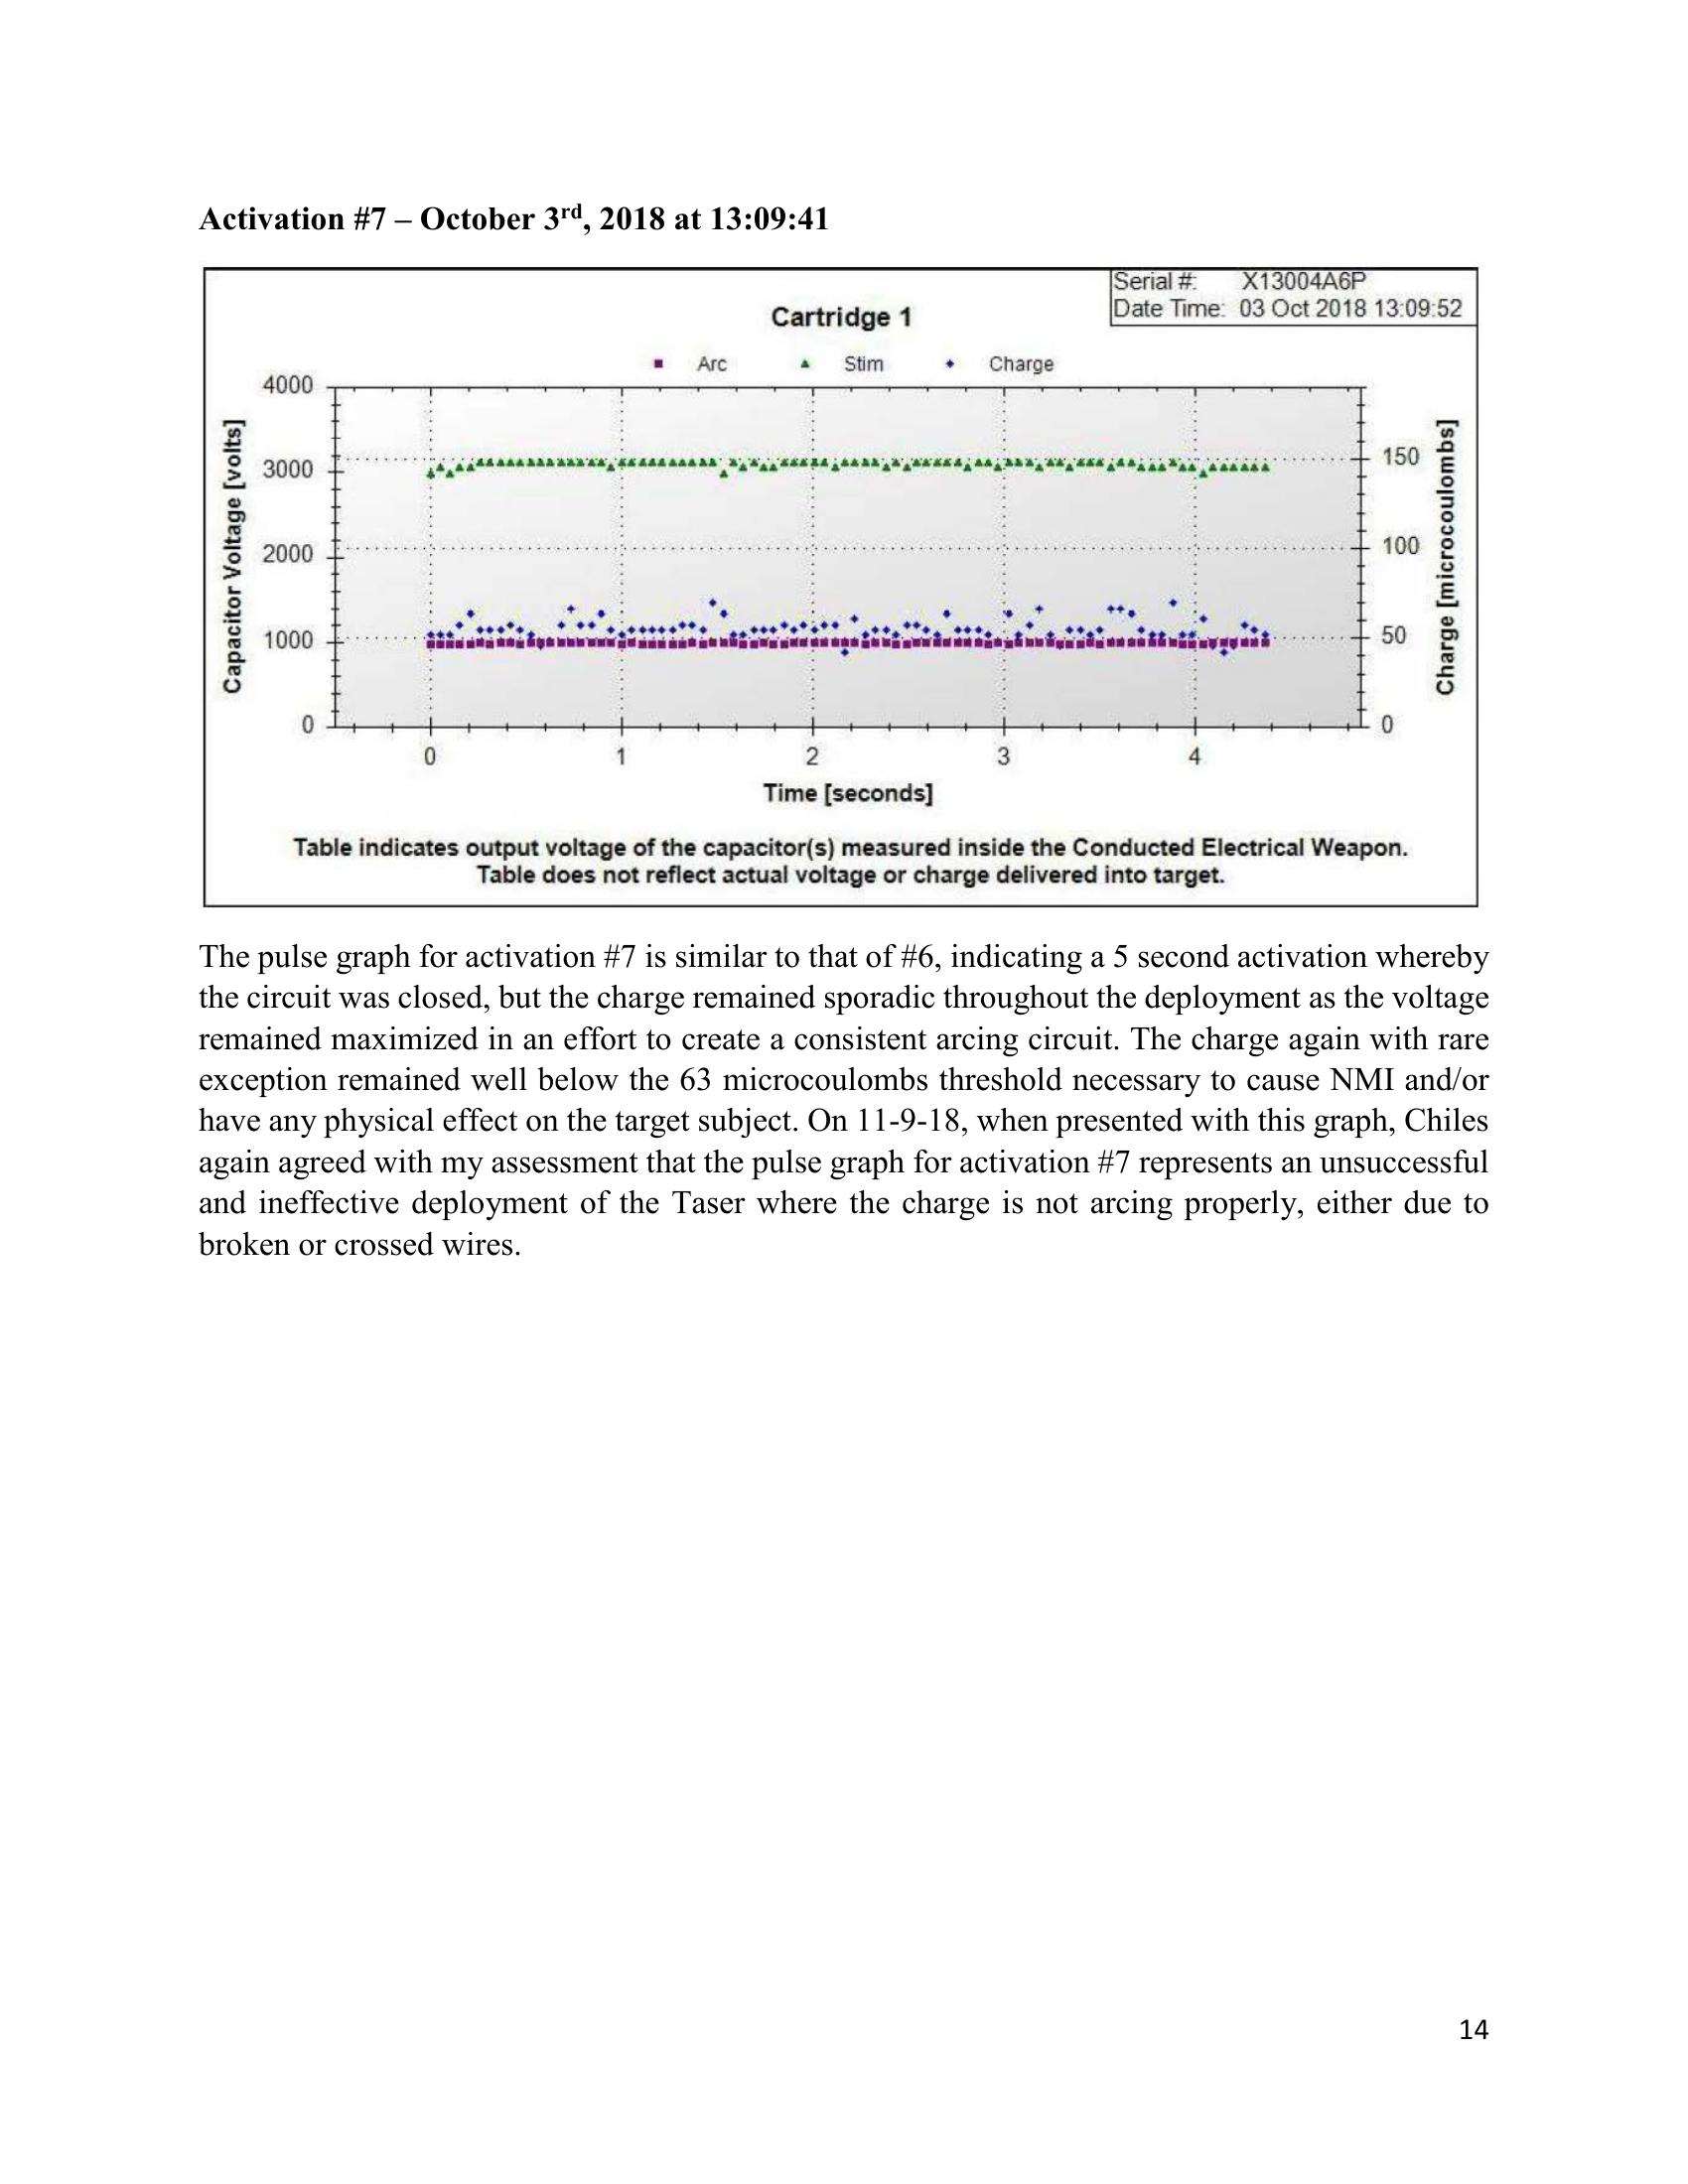 Activation #7 – October 3rd, 2018 at 13:09:41
Serial #: X13004A6P
Date Time: 03 Oct 2018 13:09:52
Cartridge 1
Arc Stim Charge
4000
3000
2000
1000
0
Capacitor Voltage [volts]
150
100
50
0
Charge [microcoulombs]
0 1 2 3 4
Time [seconds]
Table indicates output voltage of the capacitor(s) measured inside the Conducted Electrical Weapon.
Table does not reflect actual voltage or charge delivered into target.
The pulse graph for activation #7 is similar to that of #6, indicating a 5 second activation whereby
the circuit was closed, but the charge remained sporadic throughout the deployment as the voltage
remained maximized in an effort to create a consistent arcing circuit. The charge again with rare
exception remained well below the 63 microcoulombs threshold necessary to cause NMI and/or
have any physical effect on the target subject. On 11-9-18, when presented with this graph, Chiles
again agreed with my assessment that the pulse graph for activation #7 represents an unsuccessful
and ineffective deployment of the Taser where the charge is not arcing properly, either due to
broken or crossed wires.
14